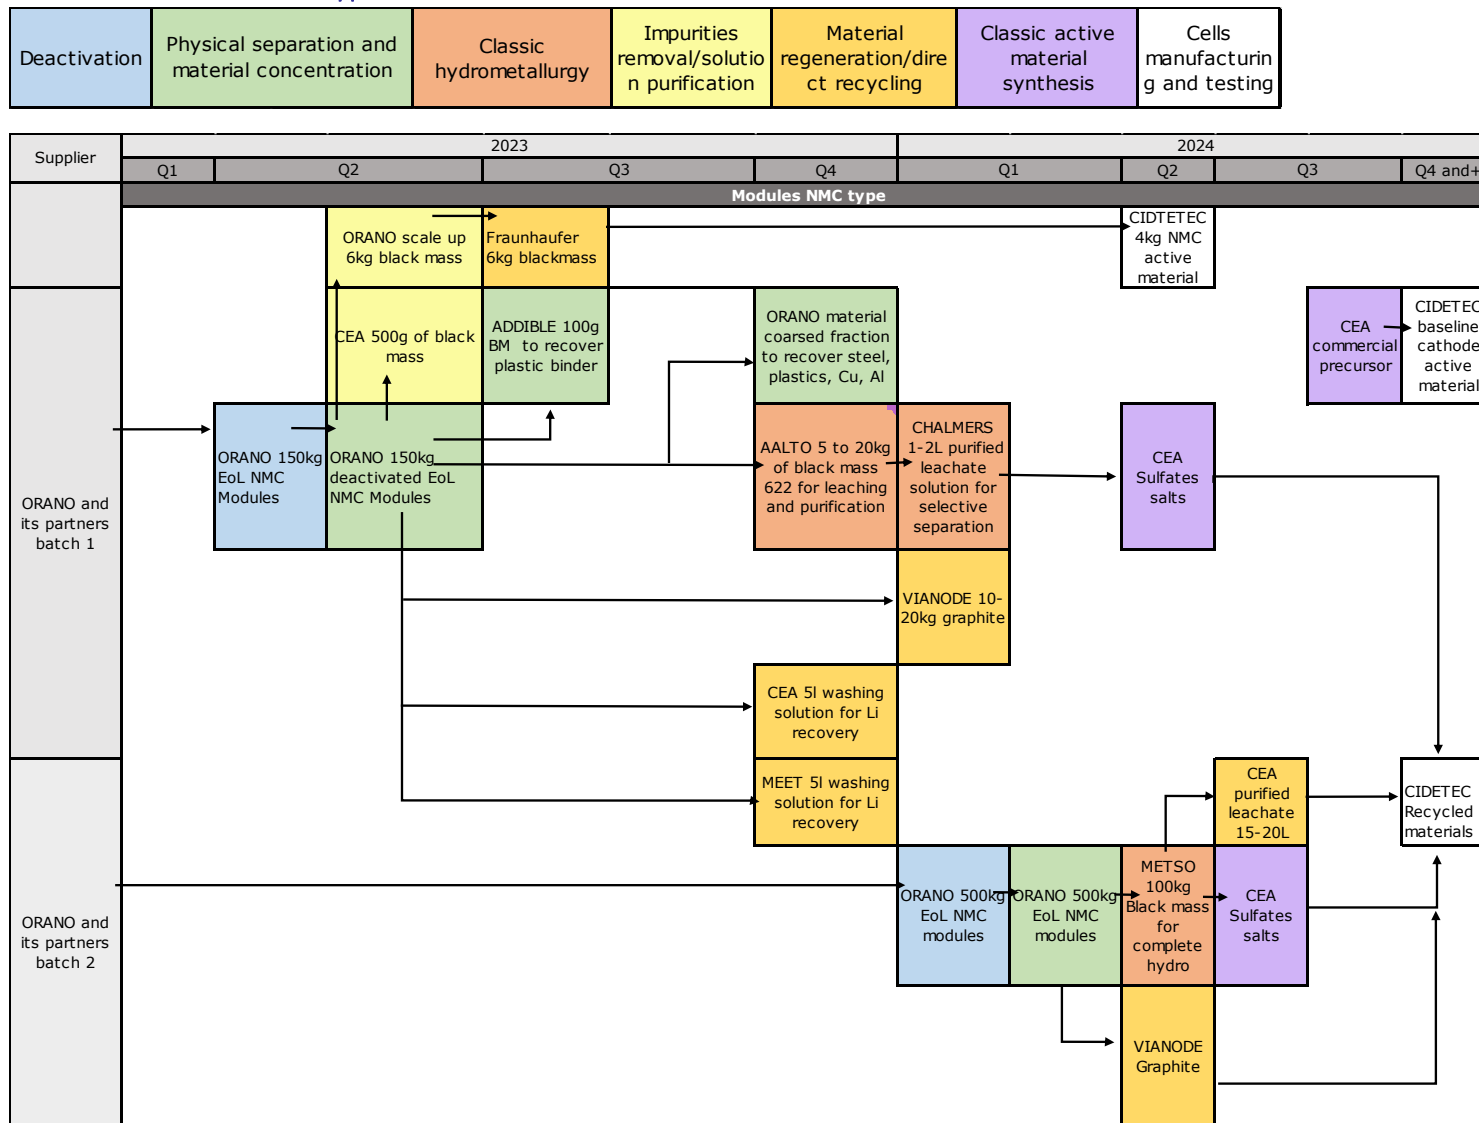 Deactivation
Physical separation and
material concentration
Classic
hydrometallurgy
Impurities
removal/solutio
n purification
Material
regeneration/dire
ct recycling
Classic active
material
synthesis
Cells
manufacturin
g and testing
Supplier
2023
2024
Q1
Q2
Q3
Q4
Q1
Q2
Q3
Q4 and+
Modules NMC type
ORANO scale up
6kg black mass
Fraunhaufer
6kg blackmass
CIDTETEC
4kg NMC
active
material
ORANO and
its partners
batch 1
CEA 500g of black
mass
ADDIBLE 100g
BM to recover
plastic binder
ORANO material
coarsed fraction
to recover steel,
plastics, Cu, Al
CEA
commercial
precursor
CIDETEC
baseline
cathode
active
material
ORANO 150kg
EoL NMC
Modules
ORANO 150kg
deactivated EoL
NMC Modules
AALTO 5 to 20kg
of black mass
622 for leaching
and purification
CHALMERS
1-2L purified
leachate
solution for
selective
separation
CEA
Sulfates
salts
VIANODE 10-
20kg graphite
CEA 5l washing
solution for Li
recovery
ORANO and
its partners
batch 2
MEET 5l washing
solution for Li
recovery
CEA
purified
leachate
15-20L
CIDETEC
Recycled
materials
ORANO 500kg
EoL NMC
modules
ORANO 500kg
EoL NMC
modules
METSO
100kg
Black mass
for
complete
hydro
CEA
Sulfates
salts
VIANODE
Graphite